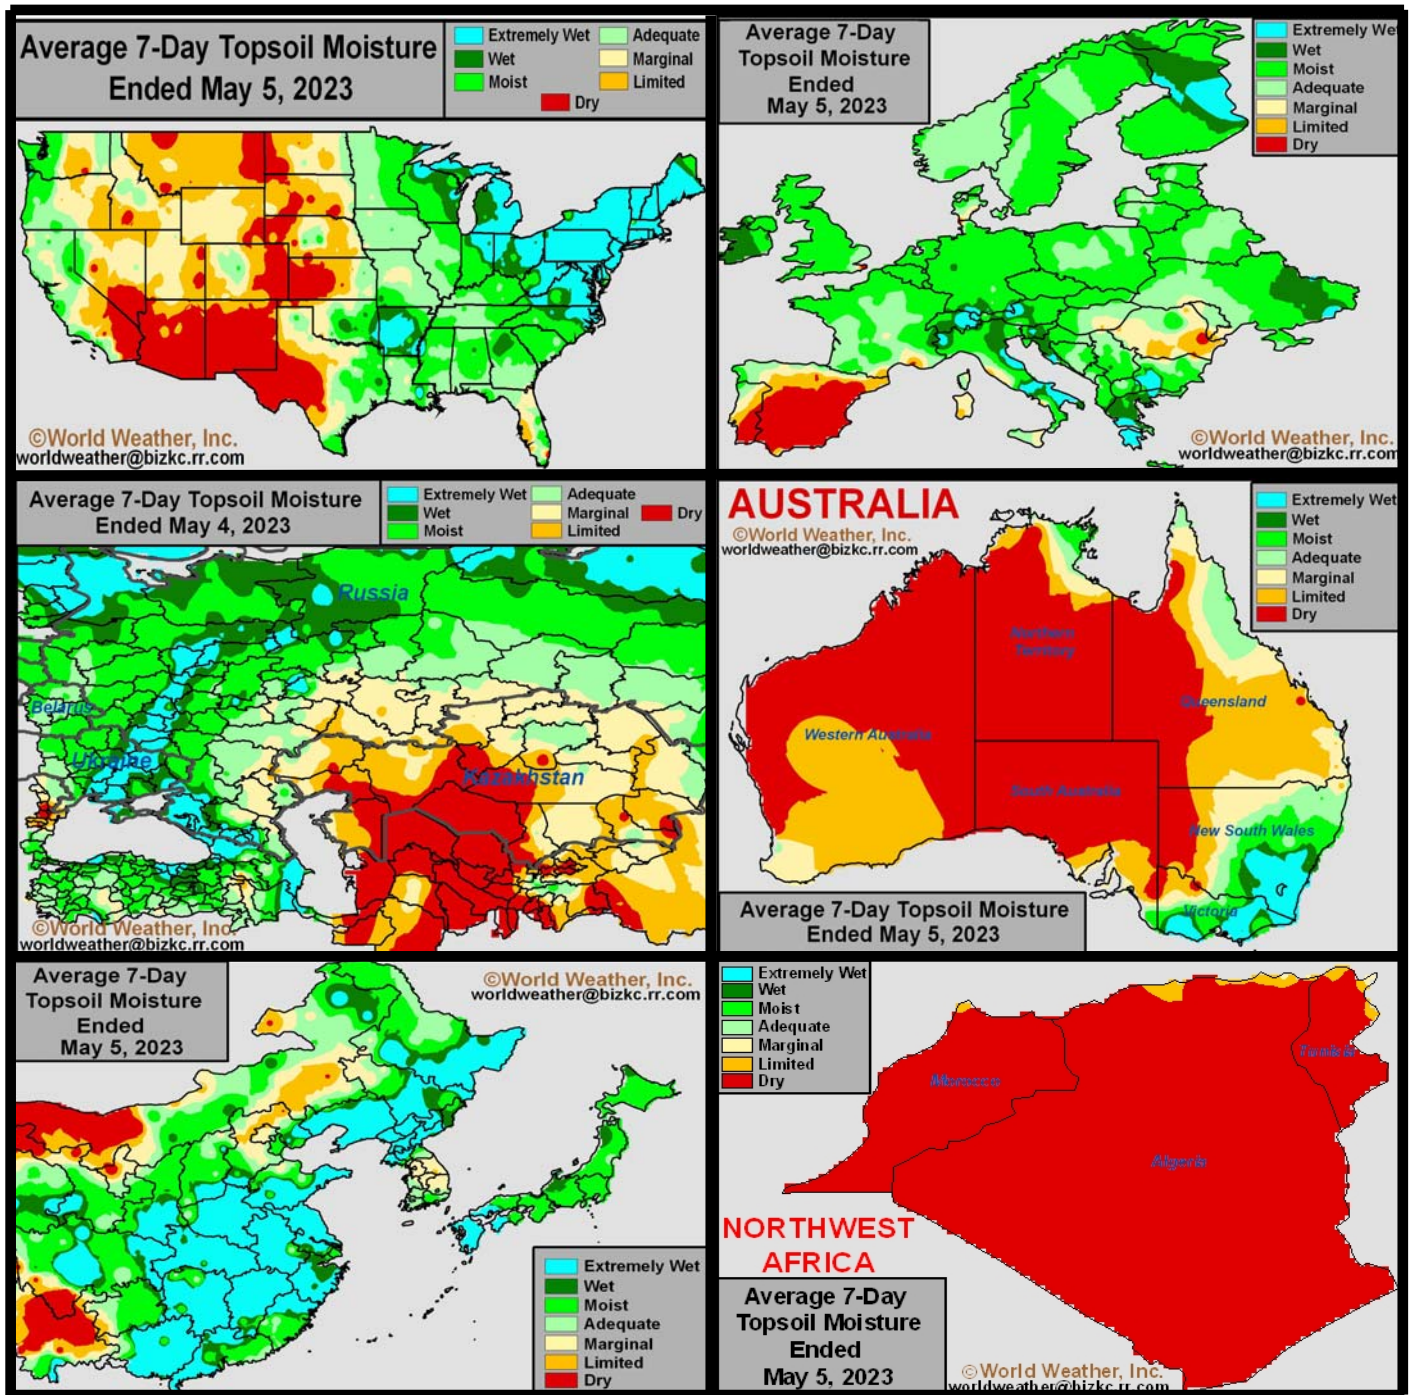 Average 7-Day Topsoil Moisture
Ended May 5, 2023
Extremely Wet
Wet
Moist
Adequate
Marginal
Limited
Dry
©World Weather, Inc.
worldweather@bizkc.rr.com
Average 7-Day
Topsoil Moisture
Ended
May 5, 2023
Extremely Wet
Wet
Moist
Adequate
Marginal
Limited
Dry
©World Weather, Inc.
worldweather@bizkc.rr.com
Average 7-Day Topsoil Moisture
Ended May 4, 2023
Extremely Wet
Wet
Moist
Adequate
Marginal
Limited
Dry
Russia
Belarus
Ukraine
Kazakhstan
©World Weather, Inc.
worldweather@bizkc.rr.com
AUSTRALIA
©World Weather, Inc.
worldweather@bizkc.rr.com
Extremely Wet
Wet
Moist
Adequate
Marginal
Limited
Dry
Northern
Territory
Queensland
Western Australia
South Australia
New South Wales
Victoria
Average 7-Day Topsoil Moisture
Ended May 5, 2023
Average 7-Day
Topsoil Moisture
Ended
May 5, 2023
©World Weather, Inc.
worldweather@bizkc.rr.com
Extremely Wet
Wet
Moist
Adequate
Marginal
Limited
Dry
Extremely Wet
Wet
Moist
Adequate
Marginal
Limited
Dry
Morocco
Tunisia
Algeria
NORTHWEST
AFRICA
Average 7-Day
Topsoil Moisture
Ended
May 5, 2023
©World Weather, Inc.
worldweather@bizkc.rr.com